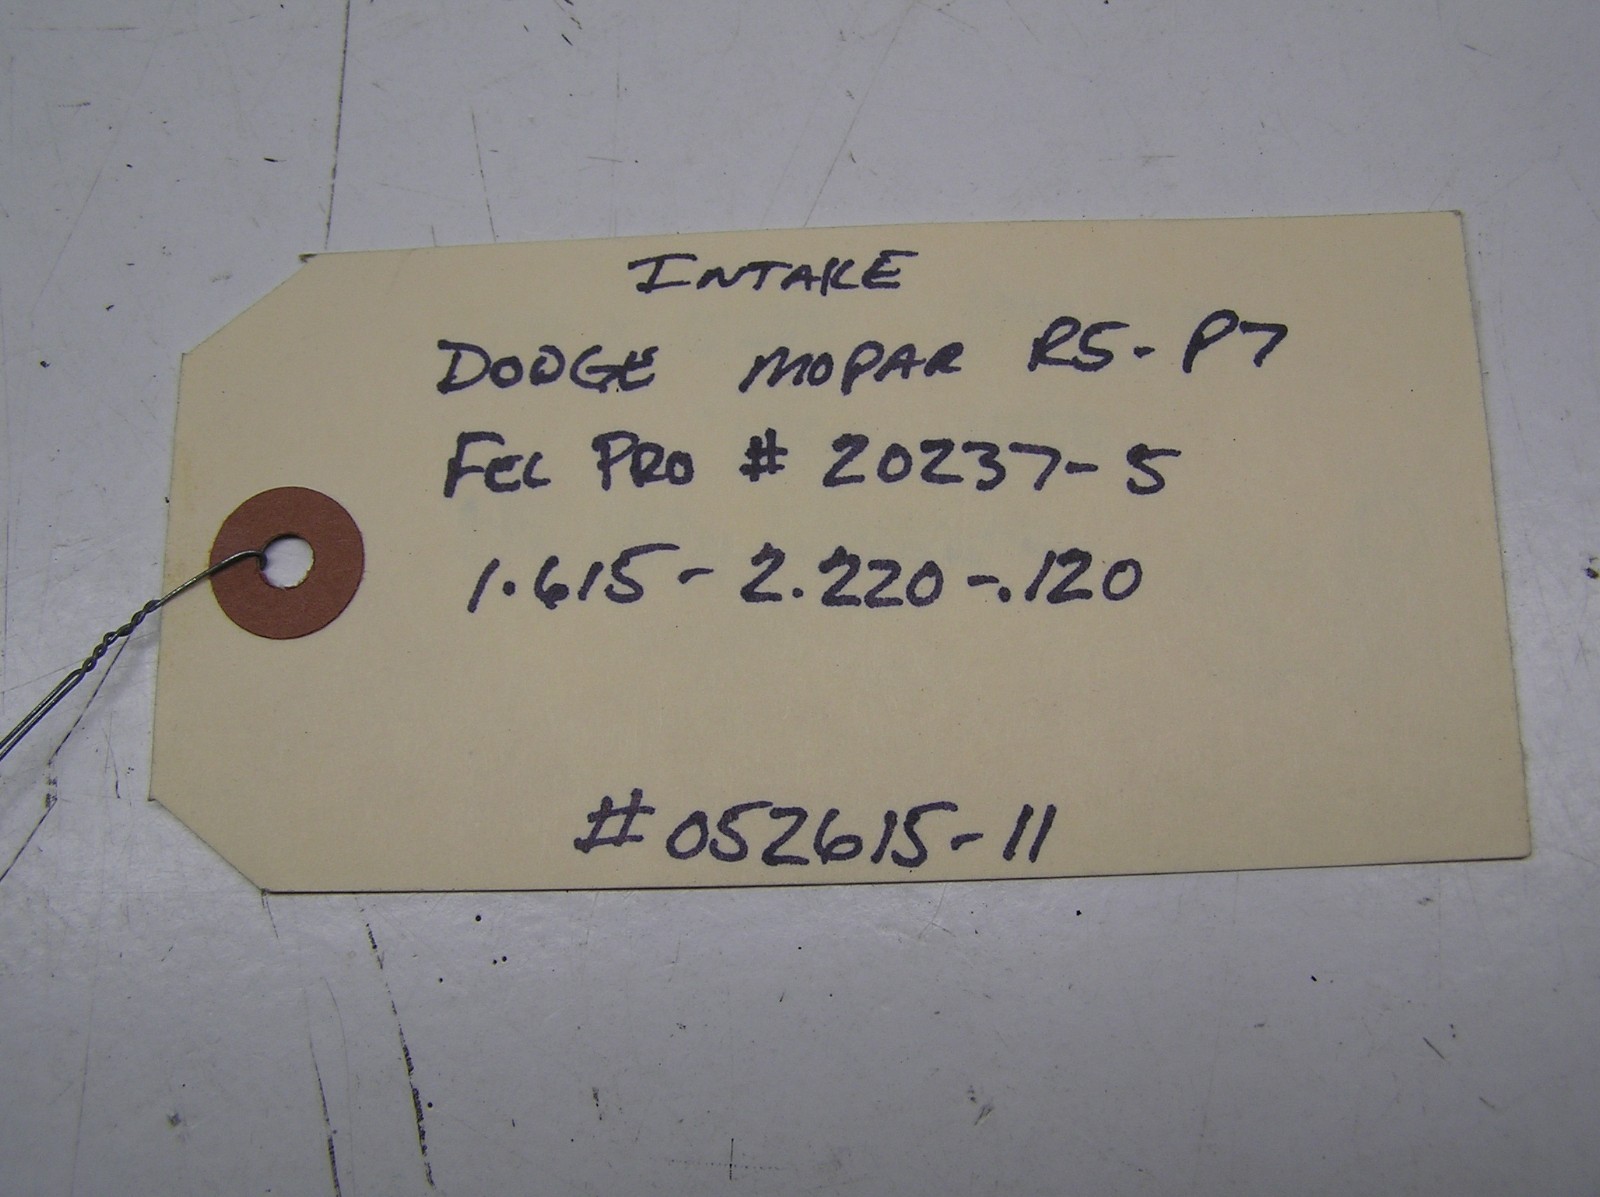 INTAKE
DODGE MOPAR R5-P7
FEL PRO # 20237-5
1.615 - 2.220 - .120
#052615-11